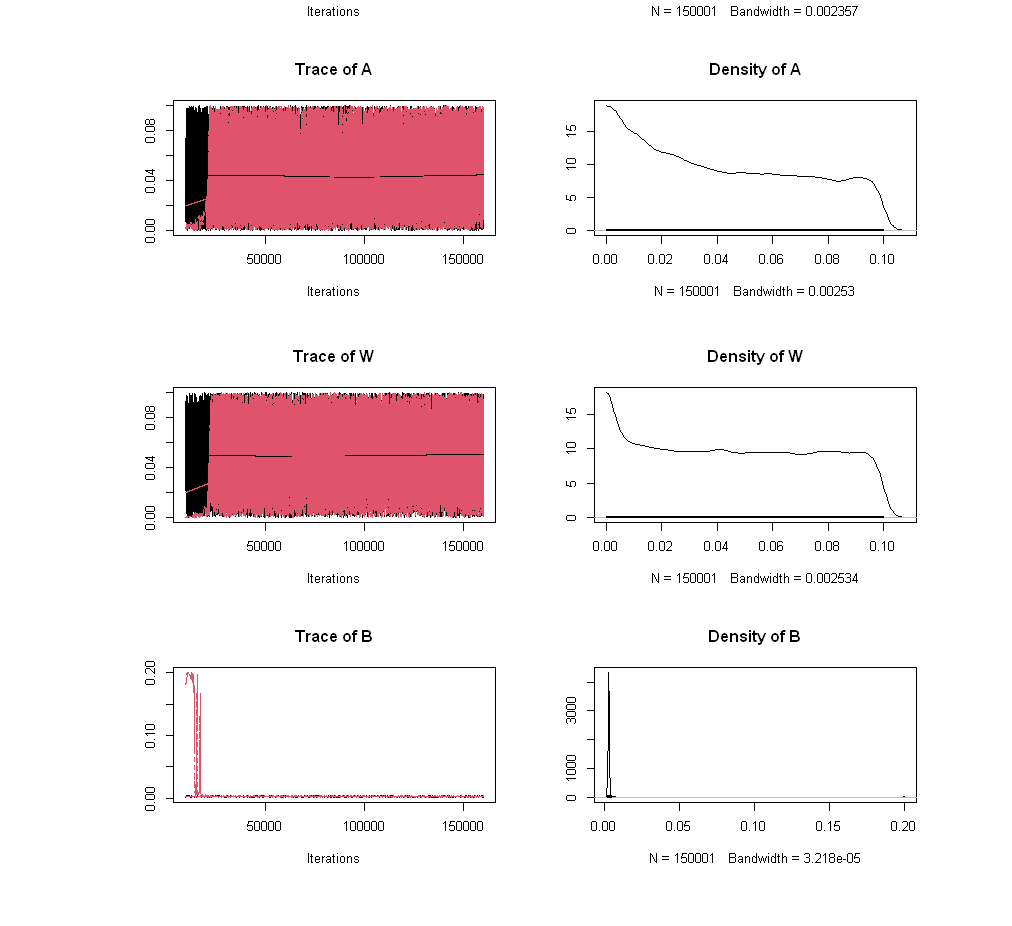 Iterations
N = 150001 Bandwidth = 0.002357
Trace of A
Density of A
0.00 0.04 0.08
50000 100000 150000
Iterations
0 5 10 15
0.00 0.02 0.04 0.06 0.08 0.10
N = 150001 Bandwidth = 0.00253
Trace of W
Density of W
0.00 0.04 0.08
50000 100000 150000
Iterations
0 5 10 15
0.00 0.02 0.04 0.06 0.08 0.10
N = 150001 Bandwidth = 0.002534
Trace of B
Density of B
0.00 0.10 0.20
50000 100000 150000
Iterations
0 1000 3000
0.00 0.05 0.10 0.15 0.20
N = 150001 Bandwidth = 3.218e-05